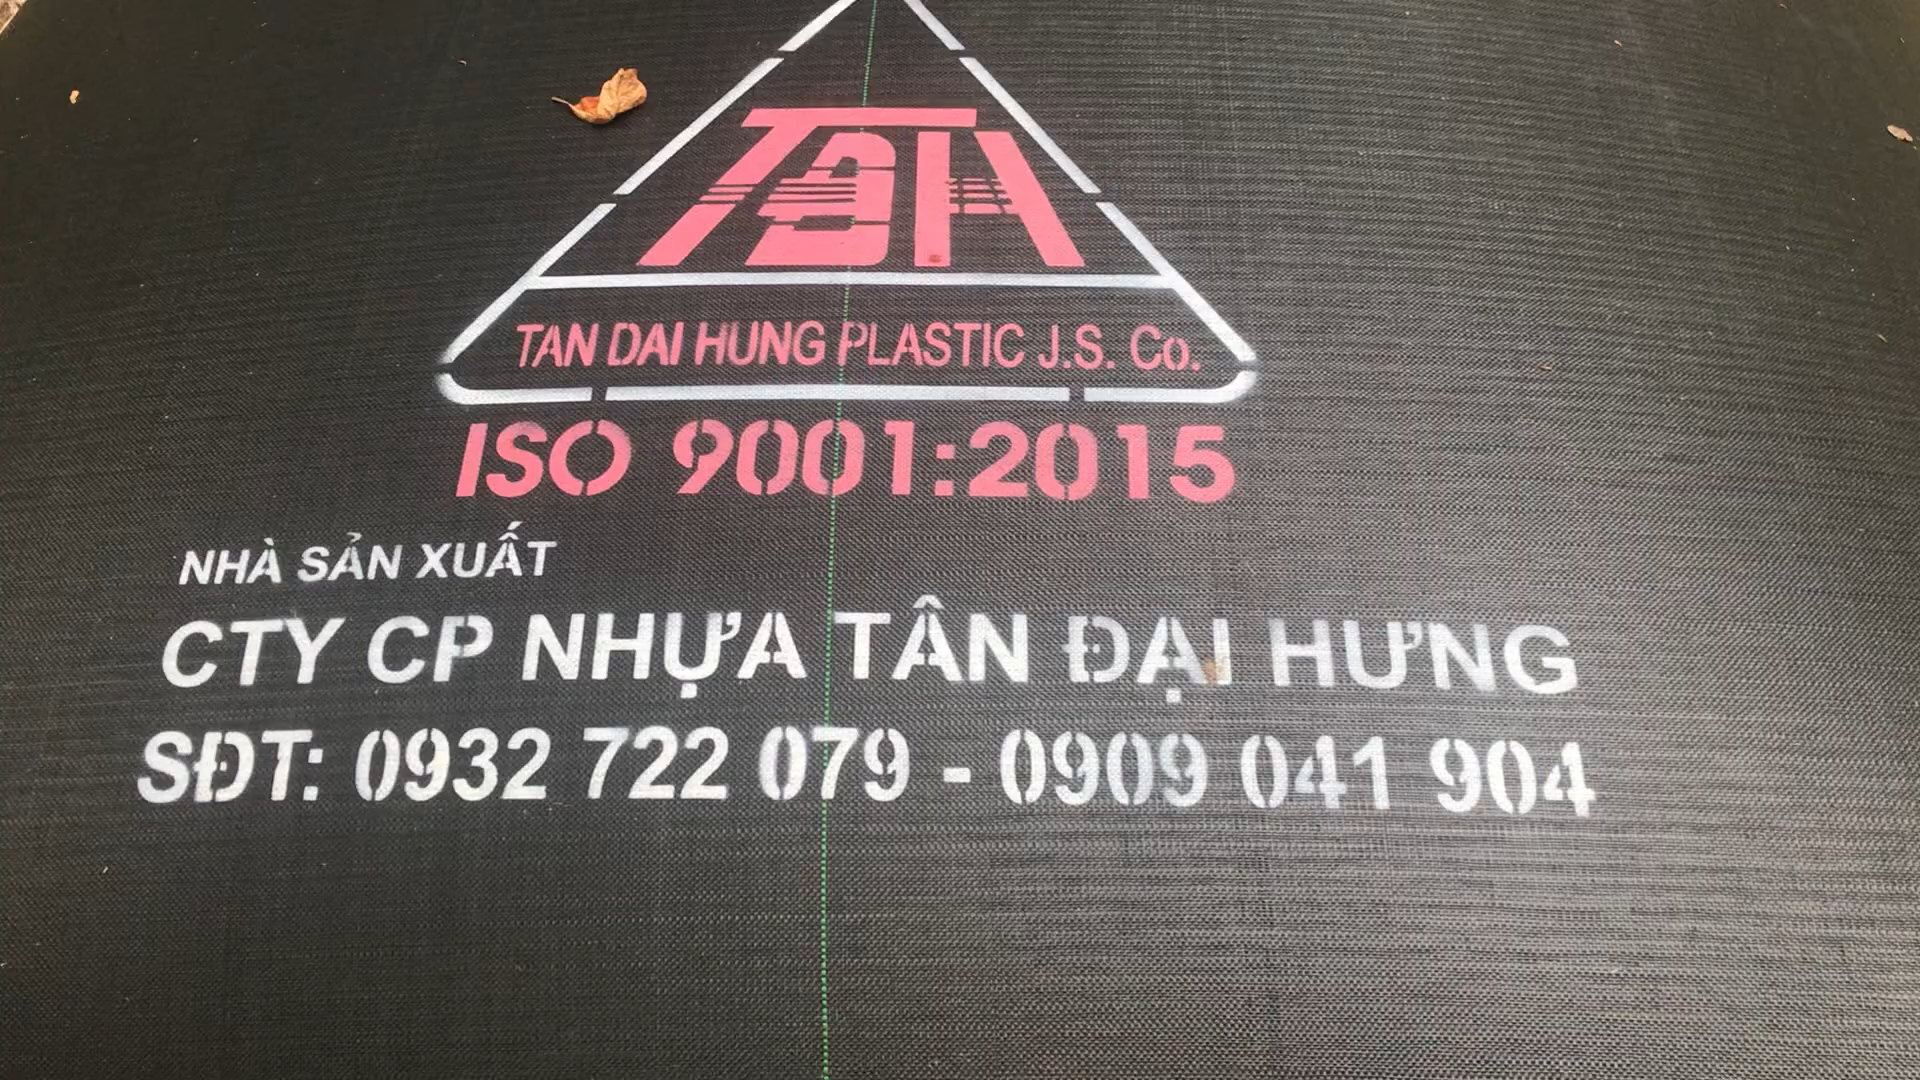 TDH
TAN DAI HUNG PLASTIC J.S. Co.
ISO 9001:2015
NHÀ SẢN XUẤT
CTY CP NHỰA TÂN ĐẠI HƯNG
SĐT: 0932 722 079 - 0909 041 904